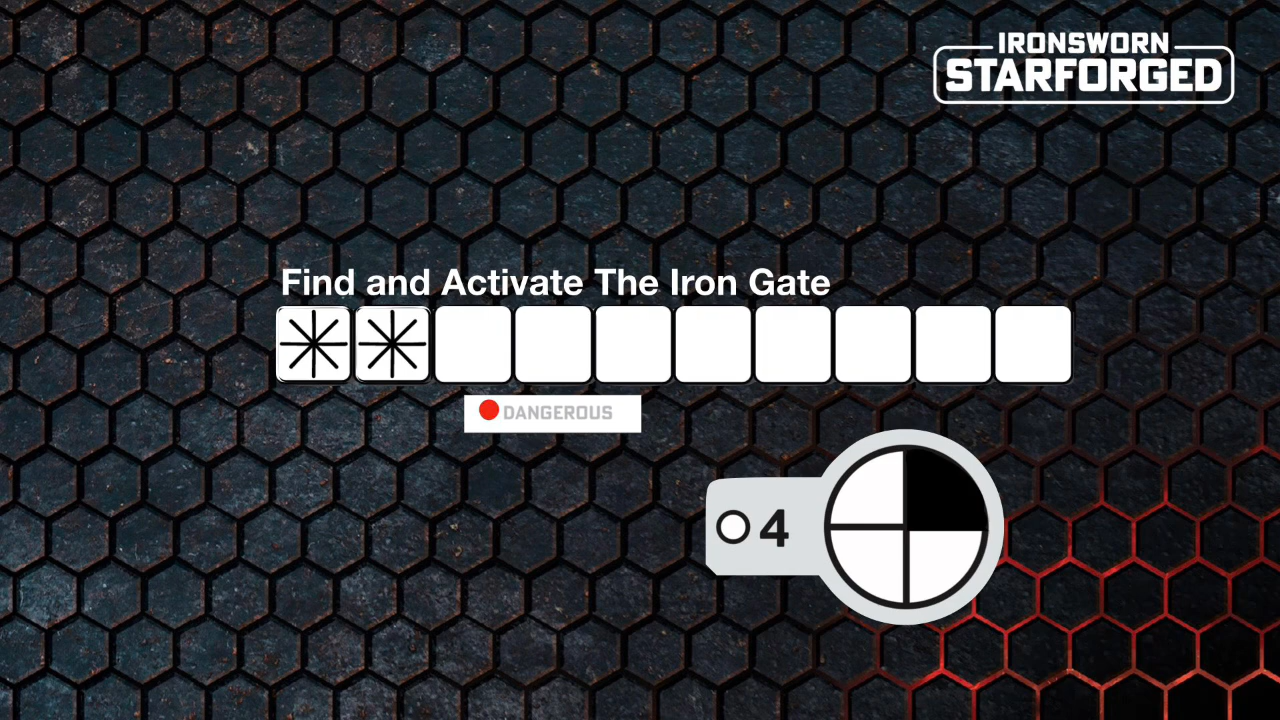 IRONSWORN
STARFORGED
Find and Activate The Iron Gate
DANGEROUS
4